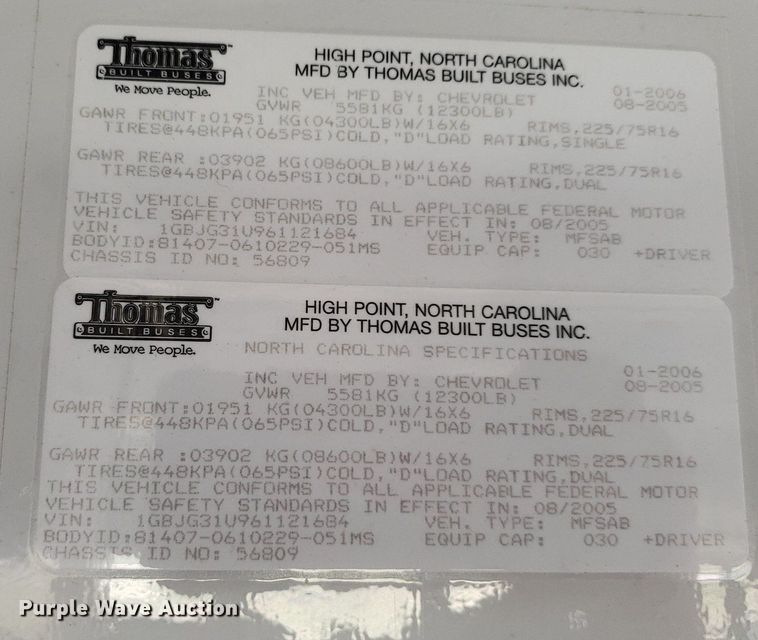 Thomas™
BUILT BUSES
We Move People.
HIGH POINT, NORTH CAROLINA
MFD BY THOMAS BUILT BUSES INC.
INC VEH MFD BY: CHEVROLET 01-2006
GVWR 5581KG (12300LB) 08-2005
GAWR FRONT:01951 KG(04300LB)W/16X6 RIMS,225/75R16
TIRES@448KPA(065PSI)COLD,"D"LOAD RATING,SINGLE
GAWR REAR :03902 KG(08600LB)W/16X6 RIMS,225/75R16
TIRES@448KPA(065PSI)COLD,"D"LOAD RATING,DUAL
THIS VEHICLE CONFORMS TO ALL APPLICABLE FEDERAL MOTOR
VEHICLE SAFETY STANDARDS IN EFFECT IN: 08/2005
VIN: 1GBJG31U961121684 VEH. TYPE: MFSAB
BODYID:81407-0610229-051MS EQUIP CAP: 030 +DRIVER
CHASSIS ID NO: 56809
Thomas™
BUILT BUSES
We Move People.
HIGH POINT, NORTH CAROLINA
MFD BY THOMAS BUILT BUSES INC.
NORTH CAROLINA SPECIFICATIONS
INC VEH MFD BY: CHEVROLET 01-2006
GVWR 5581KG (12300LB) 08-2005
GAWR FRONT:01951 KG(04300LB)W/16X6 RIMS,225/75R16
TIRES@448KPA(065PSI)COLD,"D"LOAD RATING,DUAL
GAWR REAR :03902 KG(08600LB)W/16X6 RIMS,225/75R16
TIRES@448KPA(065PSI)COLD,"D"LOAD RATING,DUAL
THIS VEHICLE CONFORMS TO ALL APPLICABLE FEDERAL MOTOR
VEHICLE SAFETY STANDARDS IN EFFECT IN: 08/2005
VIN: 1GBJG31U961121684 VEH. TYPE: MFSAB
BODYID:81407-0610229-051MS EQUIP CAP: 030 +DRIVER
CHASSIS ID NO: 56809
Purple Wave Auction